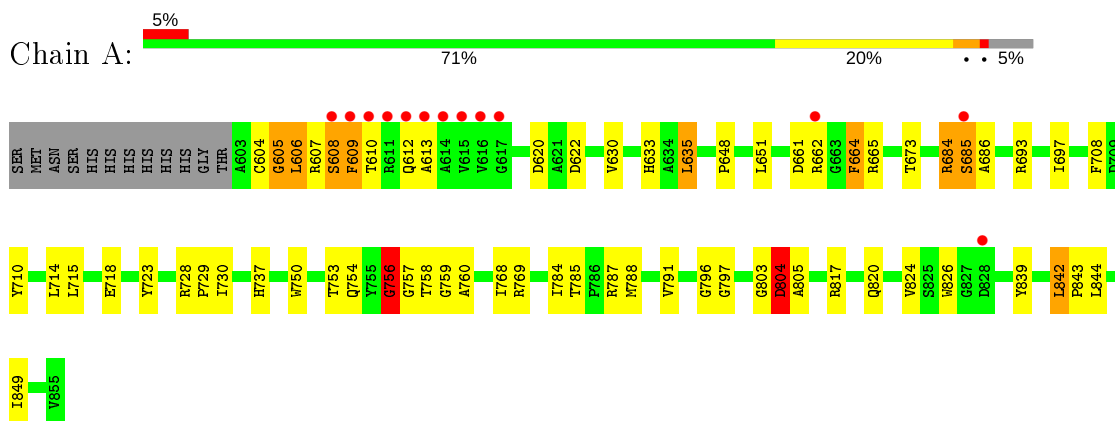 5%
Chain A:
71% 20% • • 5%
SER MET ASN SER HIS HIS HIS HIS HIS HIS GLY THR A603 C604 G605 L606 R607 S608 F609 T610 R611 Q612 A613 A614 V615 V616 G617 D620 A621 D622 V630 H633 A634 L635 P648 L651 D661 R662 G663 F664 R665 T673 R684 S685 A686 R693 I697 F708 D709
Y710 L714 L715 E718 Y723 R728 P729 I730 H737 W750 T753 Q754 Y755 G756 G757 T758 G759 A760 I768 R769 I784 T785 P786 R787 M788 V791 G796 G797 G803 D804 A805 R817 Q820 V824 S825 W826 G827 D828 Y839 L842 P843 L844
I849 V855